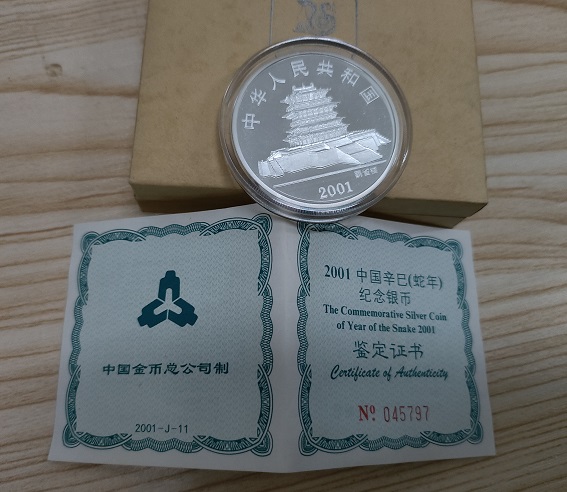 中华人民共和国
鹳雀楼
2001
中国金币总公司制
2001-J-11
2001 中国辛巳(蛇年)
纪念银币
The Commemorative Silver Coin
of Year of the Snake 2001
鉴定证书
Certificate of Authenticity
Nº 045797